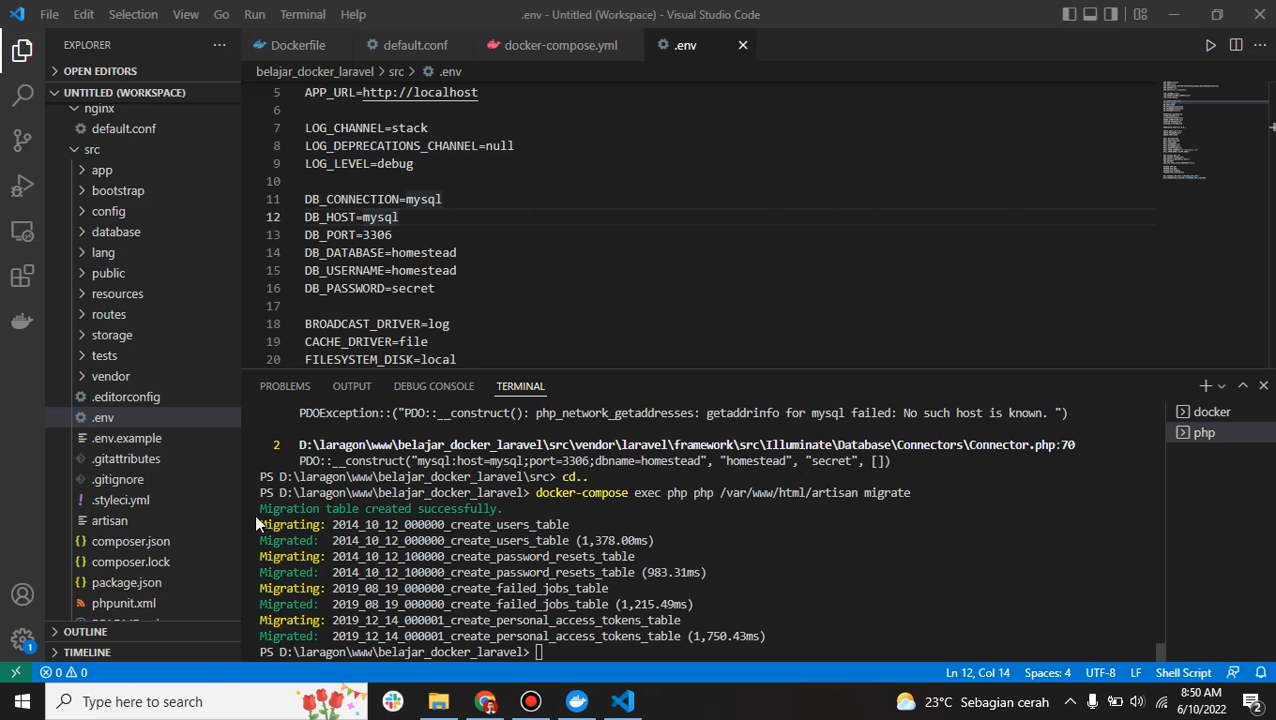 File Edit Selection View Go Run Terminal Help
.env - Untitled (Workspace) - Visual Studio Code
EXPLORER
Dockerfile default.conf docker-compose.yml .env
OPEN EDITORS
UNTITLED (WORKSPACE)
nginx
default.conf
src
app
bootstrap
config
database
lang
public
resources
routes
storage
tests
vendor
.editorconfig
.env
.env.example
.gitattributes
.gitignore
.styleci.yml
artisan
composer.json
composer.lock
package.json
phpunit.xml
OUTLINE
TIMELINE
belajar_docker_laravel > src > .env
5 APP_URL=http://localhost
6
7 LOG_CHANNEL=stack
8 LOG_DEPRECATIONS_CHANNEL=null
9 LOG_LEVEL=debug
10
11 DB_CONNECTION=mysql
12 DB_HOST=mysql
13 DB_PORT=3306
14 DB_DATABASE=homestead
15 DB_USERNAME=homestead
16 DB_PASSWORD=secret
17
18 BROADCAST_DRIVER=log
19 CACHE_DRIVER=file
20 FILESYSTEM_DISK=local
PROBLEMS OUTPUT DEBUG CONSOLE TERMINAL
PDOException::("PDO::__construct(): php_network_getaddresses: getaddrinfo for mysql failed: No such host is known. ")
2 D:\laragon\www\belajar_docker_laravel\src\vendor\laravel\framework\src\Illuminate\Database\Connectors\Connector.php:70
PDO::__construct("mysql:host=mysql;port=3306;dbname=homestead", "homestead", "secret", [])
PS D:\laragon\www\belajar_docker_laravel\src> cd..
PS D:\laragon\www\belajar_docker_laravel> docker-compose exec php php /var/www/html/artisan migrate
Migration table created successfully.
Migrating: 2014_10_12_000000_create_users_table
Migrated: 2014_10_12_000000_create_users_table (1,378.00ms)
Migrating: 2014_10_12_100000_create_password_resets_table
Migrated: 2014_10_12_100000_create_password_resets_table (983.31ms)
Migrating: 2019_08_19_000000_create_failed_jobs_table
Migrated: 2019_08_19_000000_create_failed_jobs_table (1,215.49ms)
Migrating: 2019_12_14_000001_create_personal_access_tokens_table
Migrated: 2019_12_14_000001_create_personal_access_tokens_table (1,750.43ms)
PS D:\laragon\www\belajar_docker_laravel>
docker
php
1
0 0 Ln 12, Col 14 Spaces: 4 UTF-8 LF Shell Script
Type here to search
23°C Sebagian cerah
8:50 AM
6/10/2022
2